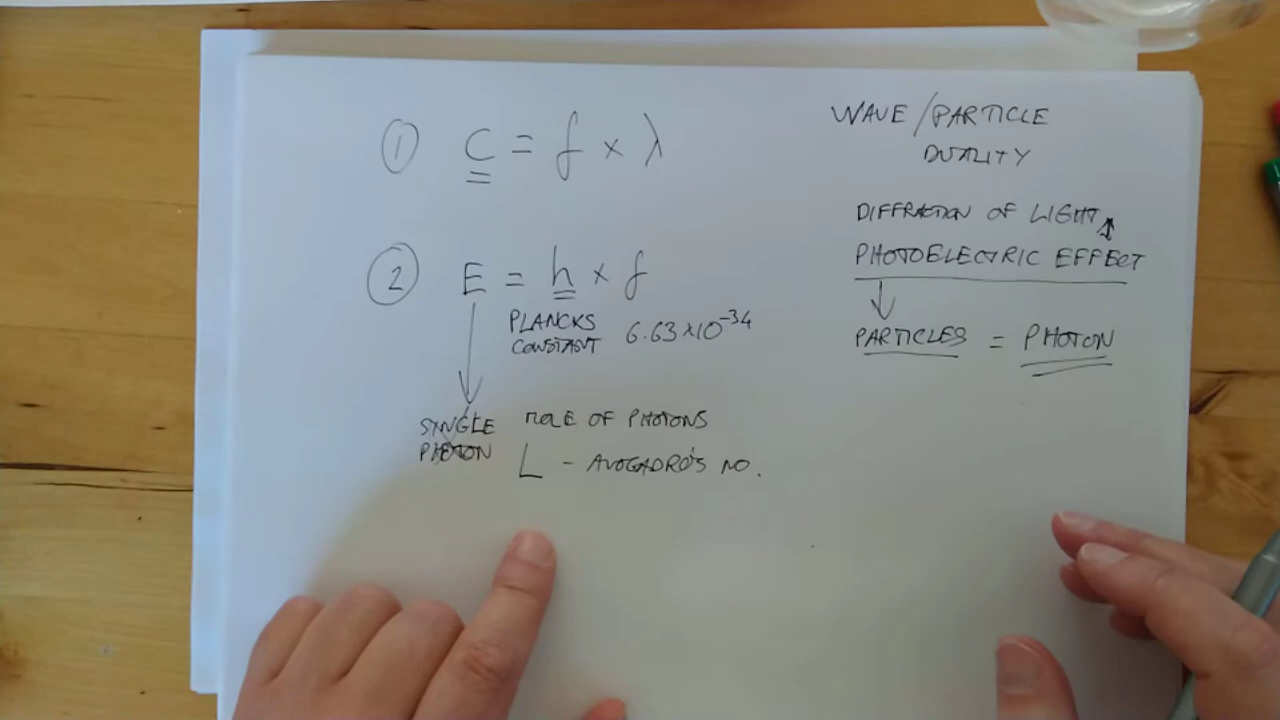 ① C = f × λ
② E = h × f
PLANCKS
CONSTANT 6.63×10⁻³⁴
SINGLE
PHOTON
MOLE OF PHOTONS
L - AVOGADRO'S NO.
WAVE/PARTICLE
DUALITY
DIFFRACTION OF LIGHT
PHOTOELECTRIC EFFECT
PARTICLES = PHOTON